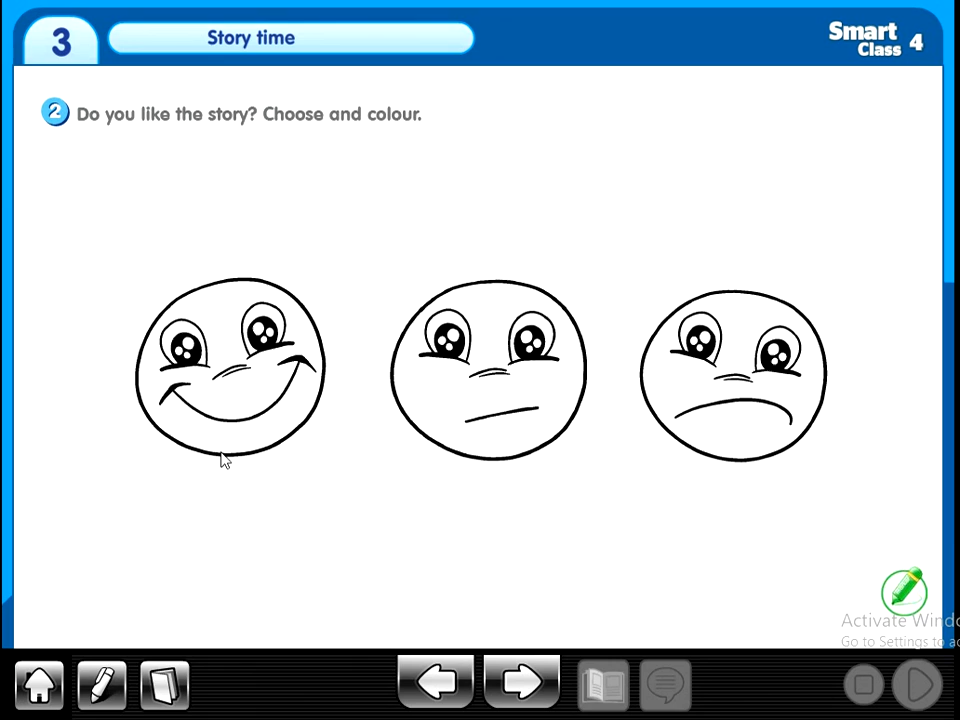 3
Story time
Smart
Class 4
2 Do you like the story? Choose and colour.
Activate Windo
Go to Settings to ac